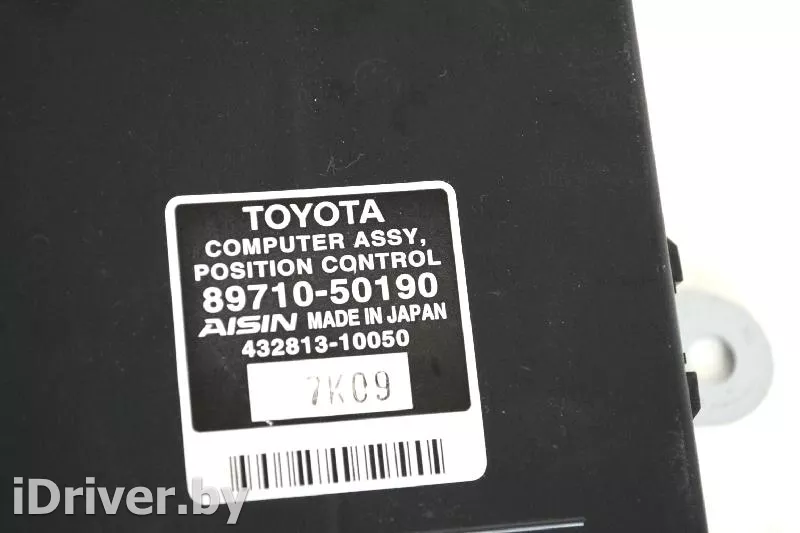 TOYOTA
COMPUTER ASSY,
POSITION CONTROL
89710-50190
AISIN MADE IN JAPAN
432813-10050
7K09
iDriver.by